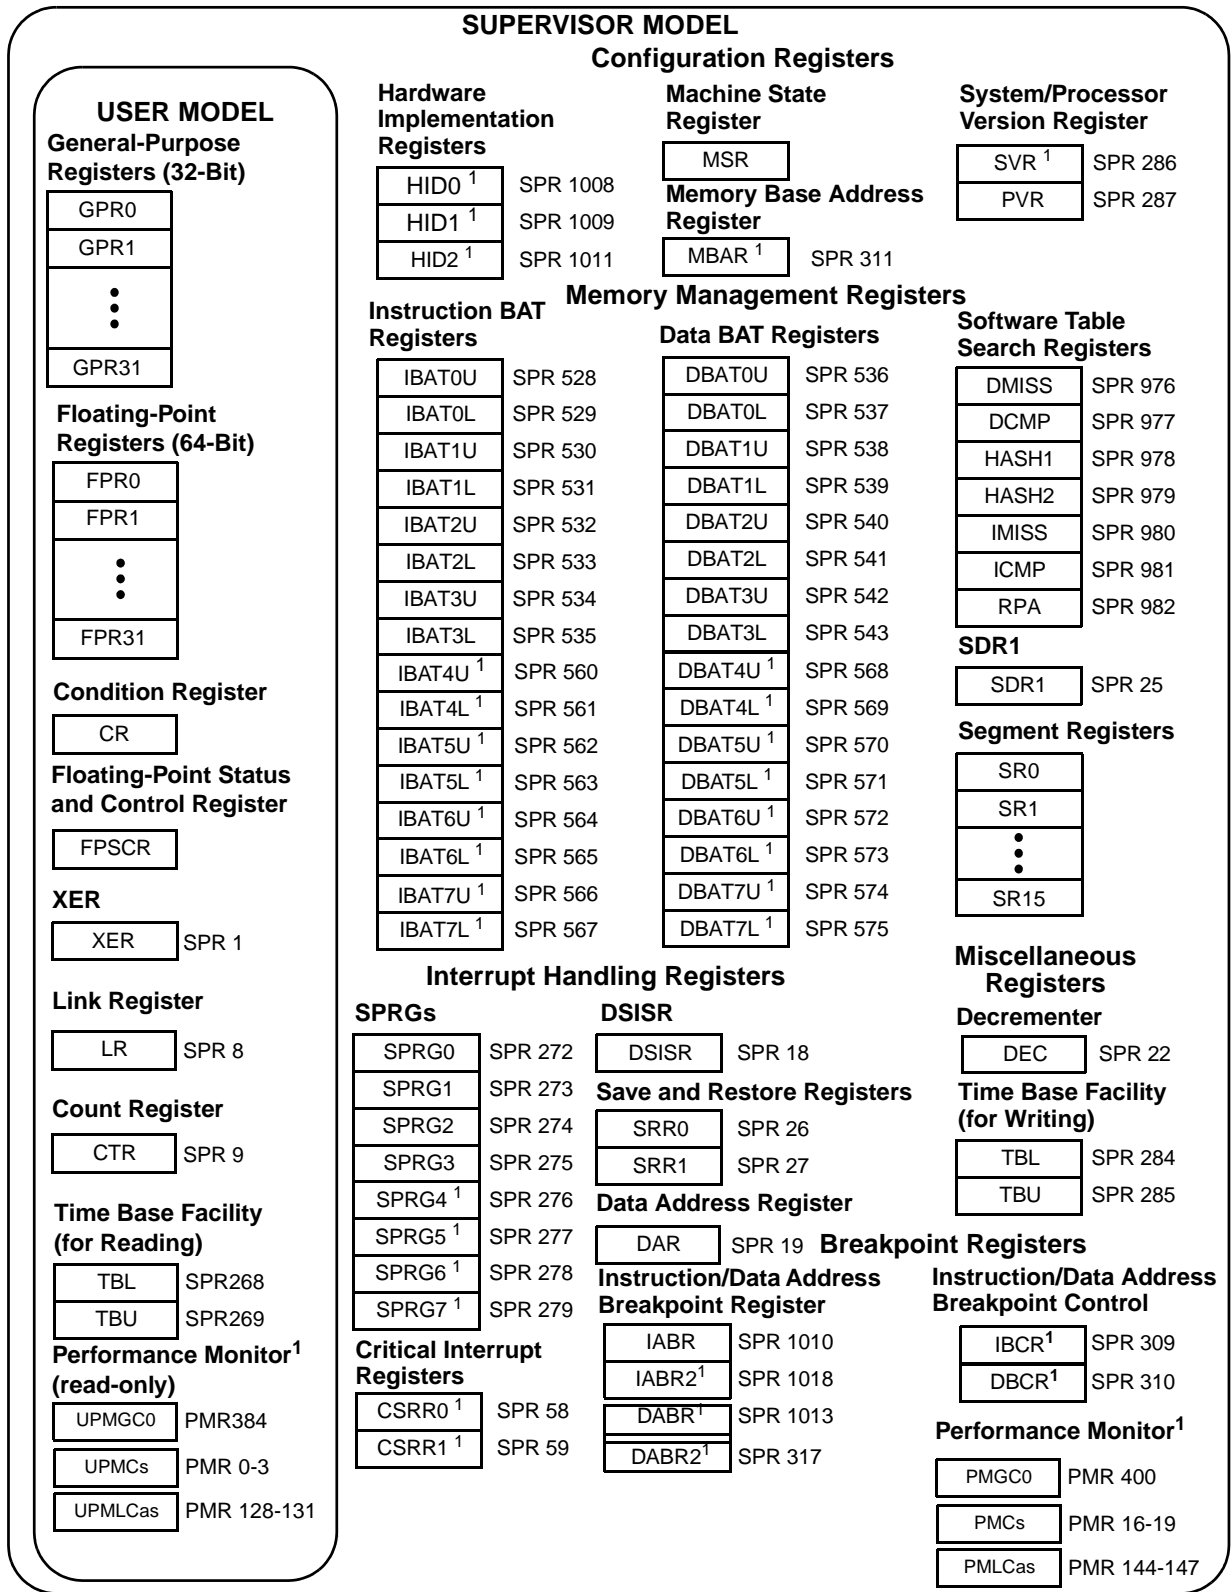 SUPERVISOR MODEL
Configuration Registers
USER MODEL
General-Purpose
Registers (32-Bit)
GPR0
GPR1
GPR31
Floating-Point
Registers (64-Bit)
FPR0
FPR1
FPR31
Condition Register
CR
Floating-Point Status
and Control Register
FPSCR
XER
XER SPR 1
Link Register
LR SPR 8
Count Register
CTR SPR 9
Time Base Facility
(for Reading)
TBL SPR268
TBU SPR269
Performance Monitor¹
(read-only)
UPMGC0 PMR384
UPMCs PMR 0-3
UPMLCas PMR 128-131
Hardware
Implementation
Registers
HID0 ¹ SPR 1008
HID1 ¹ SPR 1009
HID2 ¹ SPR 1011
Machine State
Register
MSR
Memory Base Address
Register
MBAR ¹ SPR 311
System/Processor
Version Register
SVR ¹ SPR 286
PVR SPR 287
Memory Management Registers
Instruction BAT
Registers
IBAT0U SPR 528
IBAT0L SPR 529
IBAT1U SPR 530
IBAT1L SPR 531
IBAT2U SPR 532
IBAT2L SPR 533
IBAT3U SPR 534
IBAT3L SPR 535
IBAT4U ¹ SPR 560
IBAT4L ¹ SPR 561
IBAT5U ¹ SPR 562
IBAT5L ¹ SPR 563
IBAT6U ¹ SPR 564
IBAT6L ¹ SPR 565
IBAT7U ¹ SPR 566
IBAT7L ¹ SPR 567
Data BAT Registers
DBAT0U SPR 536
DBAT0L SPR 537
DBAT1U SPR 538
DBAT1L SPR 539
DBAT2U SPR 540
DBAT2L SPR 541
DBAT3U SPR 542
DBAT3L SPR 543
DBAT4U ¹ SPR 568
DBAT4L ¹ SPR 569
DBAT5U ¹ SPR 570
DBAT5L ¹ SPR 571
DBAT6U ¹ SPR 572
DBAT6L ¹ SPR 573
DBAT7U ¹ SPR 574
DBAT7L ¹ SPR 575
Software Table
Search Registers
DMISS SPR 976
DCMP SPR 977
HASH1 SPR 978
HASH2 SPR 979
IMISS SPR 980
ICMP SPR 981
RPA SPR 982
SDR1
SDR1 SPR 25
Segment Registers
SR0
SR1
SR15
Interrupt Handling Registers
SPRGs
SPRG0 SPR 272
SPRG1 SPR 273
SPRG2 SPR 274
SPRG3 SPR 275
SPRG4 ¹ SPR 276
SPRG5 ¹ SPR 277
SPRG6 ¹ SPR 278
SPRG7 ¹ SPR 279
Critical Interrupt
Registers
CSRR0 ¹ SPR 58
CSRR1 ¹ SPR 59
DSISR
DSISR SPR 18
Save and Restore Registers
SRR0 SPR 26
SRR1 SPR 27
Data Address Register
DAR SPR 19
Miscellaneous
Registers
Decrementer
DEC SPR 22
Time Base Facility
(for Writing)
TBL SPR 284
TBU SPR 285
Breakpoint Registers
Instruction/Data Address
Breakpoint Register
IABR SPR 1010
IABR2¹ SPR 1018
DABR¹ SPR 1013
DABR2¹ SPR 317
Instruction/Data Address
Breakpoint Control
IBCR¹ SPR 309
DBCR¹ SPR 310
Performance Monitor¹
PMGC0 PMR 400
PMCs PMR 16-19
PMLCas PMR 144-147